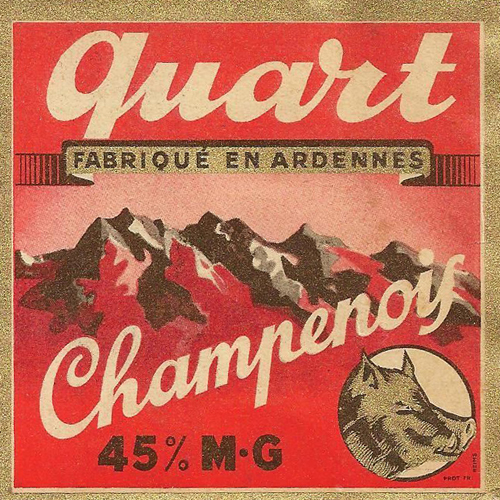 Quart
FABRIQUÉ EN ARDENNES
Champenois
45% M·G